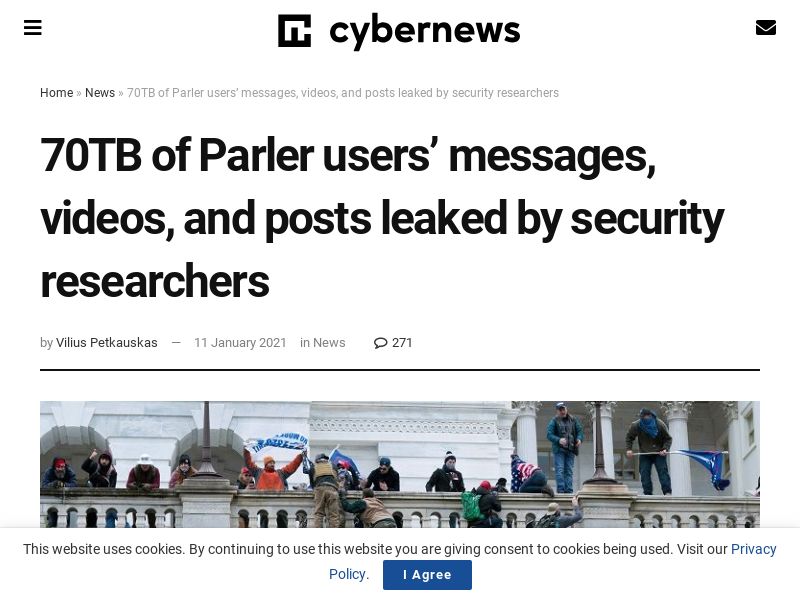 cybernews
Home » News » 70TB of Parler users’ messages, videos, and posts leaked by security researchers
70TB of Parler users’ messages,
videos, and posts leaked by security
researchers
by Vilius Petkauskas — 11 January 2021 in News 271
This website uses cookies. By continuing to use this website you are giving consent to cookies being used. Visit our Privacy
Policy. I Agree